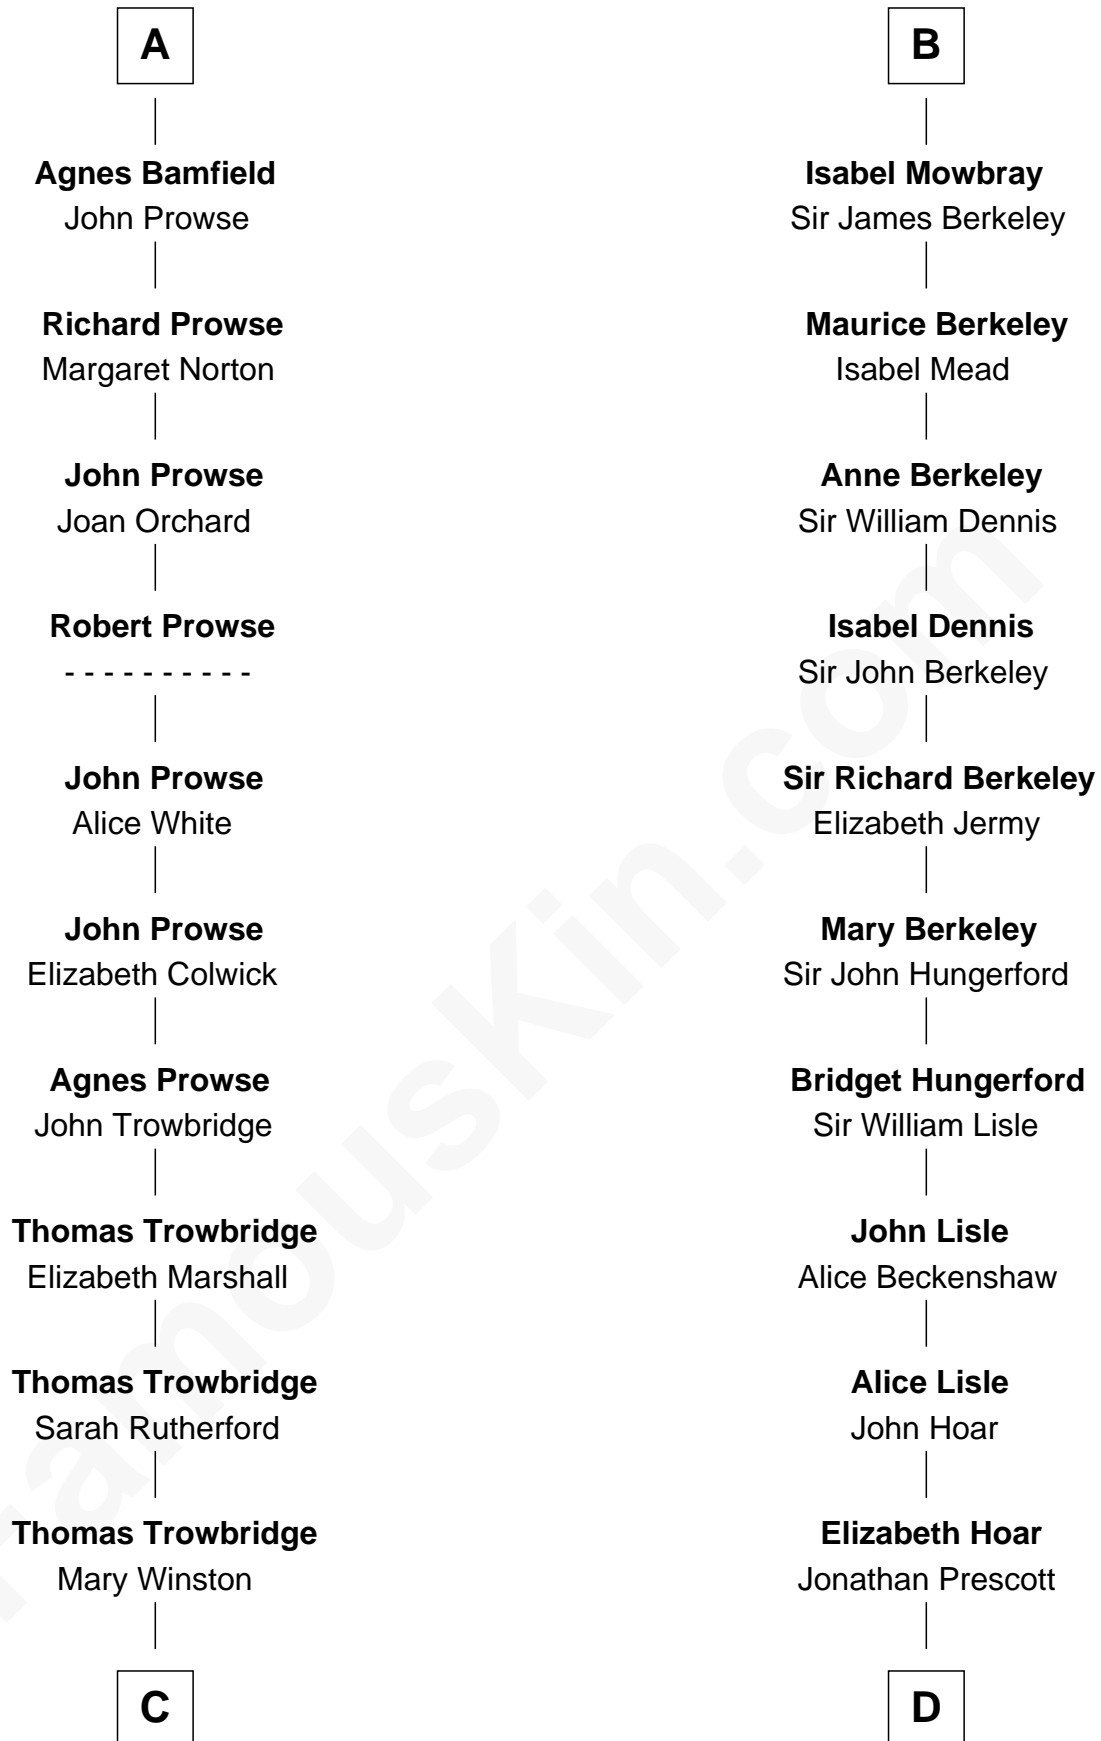 A
Agnes Bamfield
John Prowse
Richard Prowse
Margaret Norton
John Prowse
Joan Orchard
Robert Prowse
- - - - - - - - - -
John Prowse
Alice White
John Prowse
Elizabeth Colwick
Agnes Prowse
John Trowbridge
Thomas Trowbridge
Elizabeth Marshall
Thomas Trowbridge
Sarah Rutherford
Thomas Trowbridge
Mary Winston
C
B
Isabel Mowbray
Sir James Berkeley
Maurice Berkeley
Isabel Mead
Anne Berkeley
Sir William Dennis
Isabel Dennis
Sir John Berkeley
Sir Richard Berkeley
Elizabeth Jermy
Mary Berkeley
Sir John Hungerford
Bridget Hungerford
Sir William Lisle
John Lisle
Alice Beckenshaw
Alice Lisle
John Hoar
Elizabeth Hoar
Jonathan Prescott
D
FamousKin.com